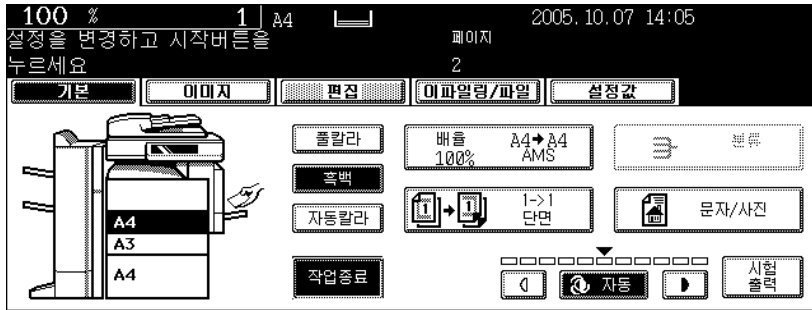 100 % 1 A4 2005.10.07 14:05
설정을 변경하고 시작버튼을 페이지
누르세요 2
기본 이미지 편집 이파일링/파일 설정값
풀칼라 배율 100% A4→A4 AMS 분류
흑백
자동칼라 1 → 1 1->1 단면 문자/사진
A4
A3
A4
작업종료 자동 시험 출력